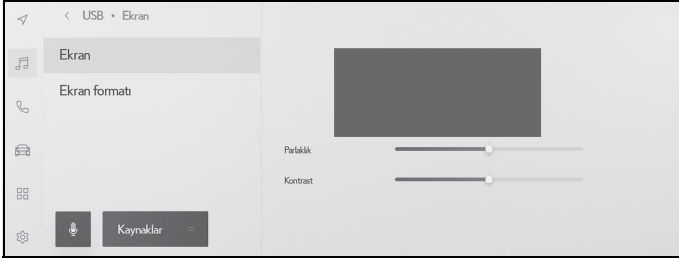 USB • Ekran
Ekran
Ekran formatı
Parlaklık
Kontrast
Kaynaklar